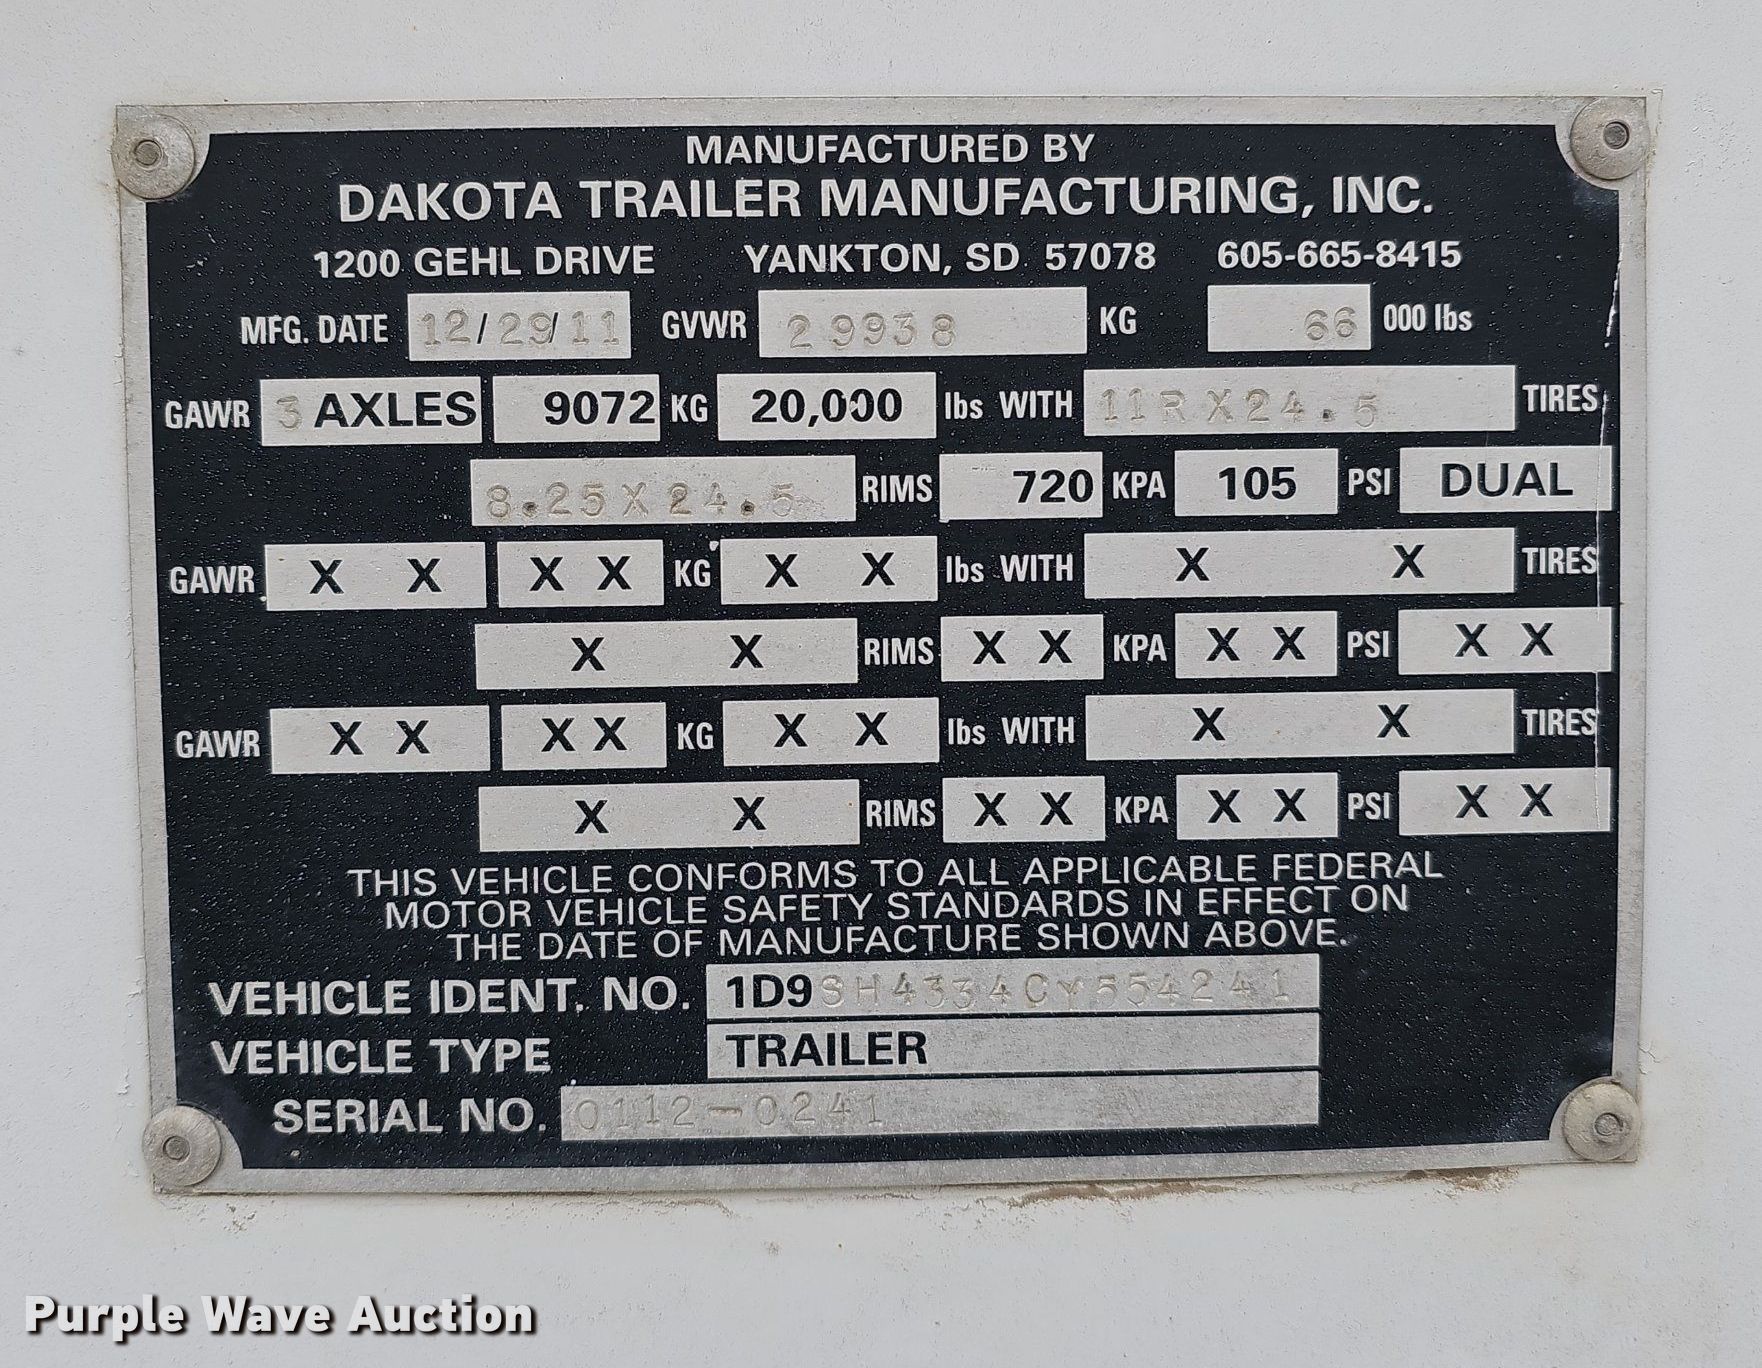 MANUFACTURED BY
DAKOTA TRAILER MANUFACTURING, INC.
1200 GEHL DRIVE YANKTON, SD 57078 605-665-8415
MFG. DATE 12/29/11 GVWR 29938 KG 66 000 lbs
GAWR 3 AXLES 9072 KG 20,000 lbs WITH 11RX24.5 TIRES
8.25X24.5 RIMS 720 KPA 105 PSI DUAL
GAWR X X X X KG X X lbs WITH X X TIRES
X X RIMS X X KPA X X PSI X X
GAWR X X X X KG X X lbs WITH X X TIRES
X X RIMS X X KPA X X PSI X X
THIS VEHICLE CONFORMS TO ALL APPLICABLE FEDERAL
MOTOR VEHICLE SAFETY STANDARDS IN EFFECT ON
THE DATE OF MANUFACTURE SHOWN ABOVE.
VEHICLE IDENT. NO. 1D9SH4334CY554241
VEHICLE TYPE TRAILER
SERIAL NO. 0112-0241
Purple Wave Auction